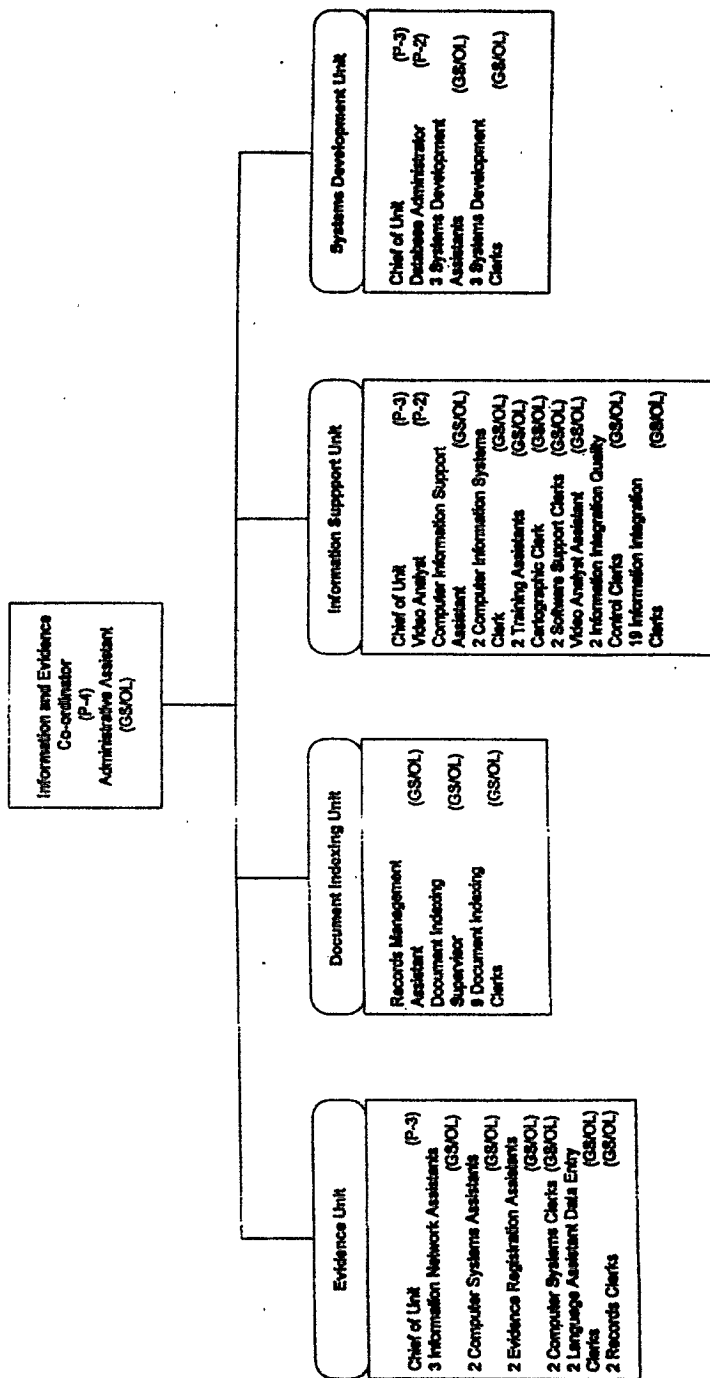 Information and Evidence
Co-ordinator
(P-4)
Administrative Assistant
(GS/OL)
Evidence Unit
Chief of Unit (P-3)
3 Information Network Assistants
(GS/OL)
2 Computer Systems Assistants
(GS/OL)
2 Evidence Registration Assistants
(GS/OL)
2 Computer Systems Clerks (GS/OL)
2 Language Assistant Data Entry
Clerks (GS/OL)
2 Records Clerks (GS/OL)
Document Indexing Unit
Records Management
Assistant (GS/OL)
Document Indexing
Supervisor (GS/OL)
9 Document Indexing
Clerks (GS/OL)
Information Suppport Unit
Chief of Unit (P-3)
Video Analyst (P-2)
Computer Information Support
Assistant (GS/OL)
2 Computer Information Systems
Clerk (GS/OL)
2 Training Assistants (GS/OL)
Cartographic Clerk (GS/OL)
2 Software Support Clerks (GS/OL)
Video Analyst Assistant (GS/OL)
2 Information Integration Quality
Control Clerks (GS/OL)
19 Information Integration
Clerks (GS/OL)
Systems Development Unit
Chief of Unit (P-3)
Database Administrator (P-2)
3 Systems Development
Assistants (GS/OL)
3 Systems Development
Clerks (GS/OL)